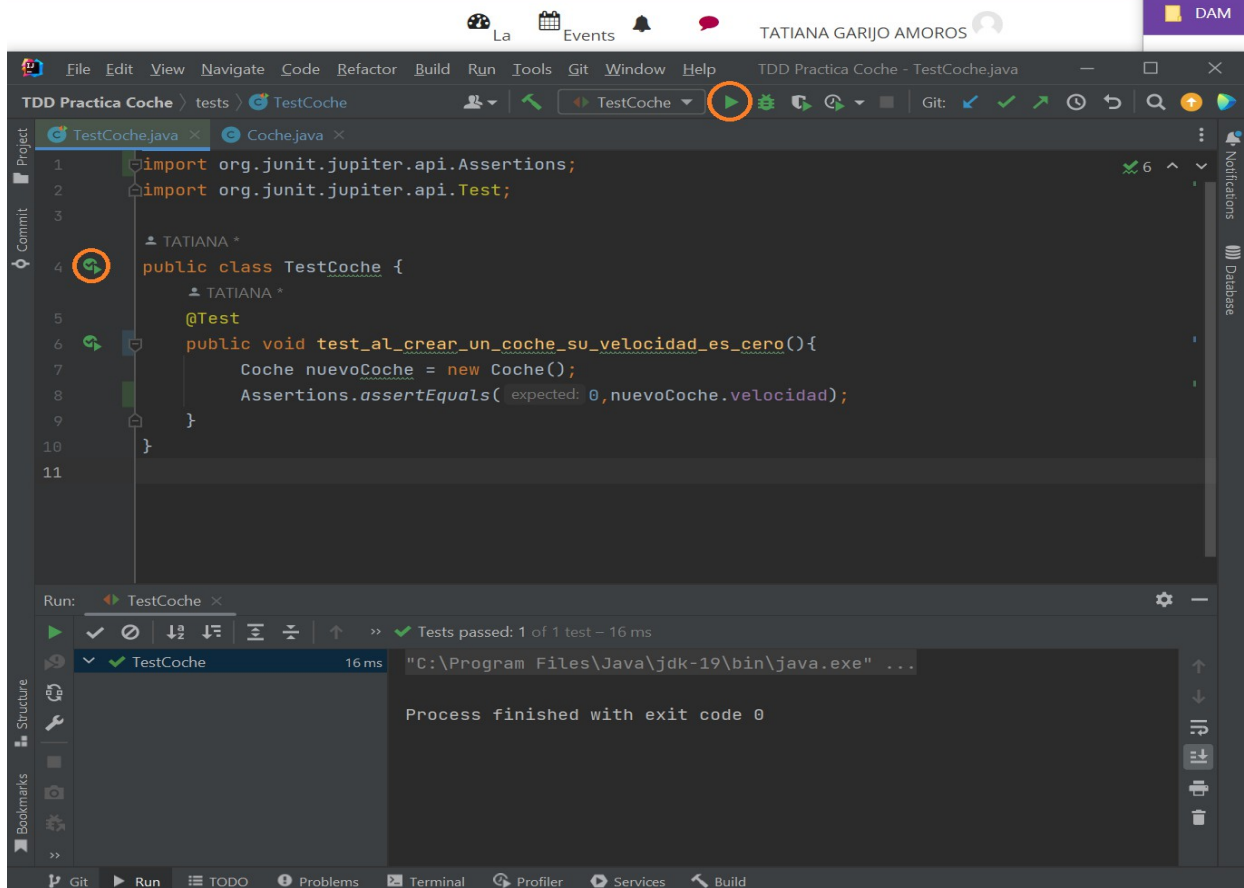 DAM
La Events TATIANA GARIJO AMOROS
File Edit View Navigate Code Refactor Build Run Tools Git Window Help TDD Practica Coche - TestCoche.java
TDD Practica Coche tests TestCoche TestCoche Git:
Project
Commit
Structure
Bookmarks
TestCoche.java Coche.java
1 import org.junit.jupiter.api.Assertions; 6
2 import org.junit.jupiter.api.Test;
3
TATIANA *
4 public class TestCoche {
TATIANA *
5 @Test
6 public void test_al_crear_un_coche_su_velocidad_es_cero(){
7 Coche nuevoCoche = new Coche();
8 Assertions.assertEquals( expected: 0,nuevoCoche.velocidad);
9 }
10 }
11
Notifications
Database
Run: TestCoche
Tests passed: 1 of 1 test – 16 ms
TestCoche 16 ms "C:\Program Files\Java\jdk-19\bin\java.exe" ...
Process finished with exit code 0
Git Run TODO Problems Terminal Profiler Services Build